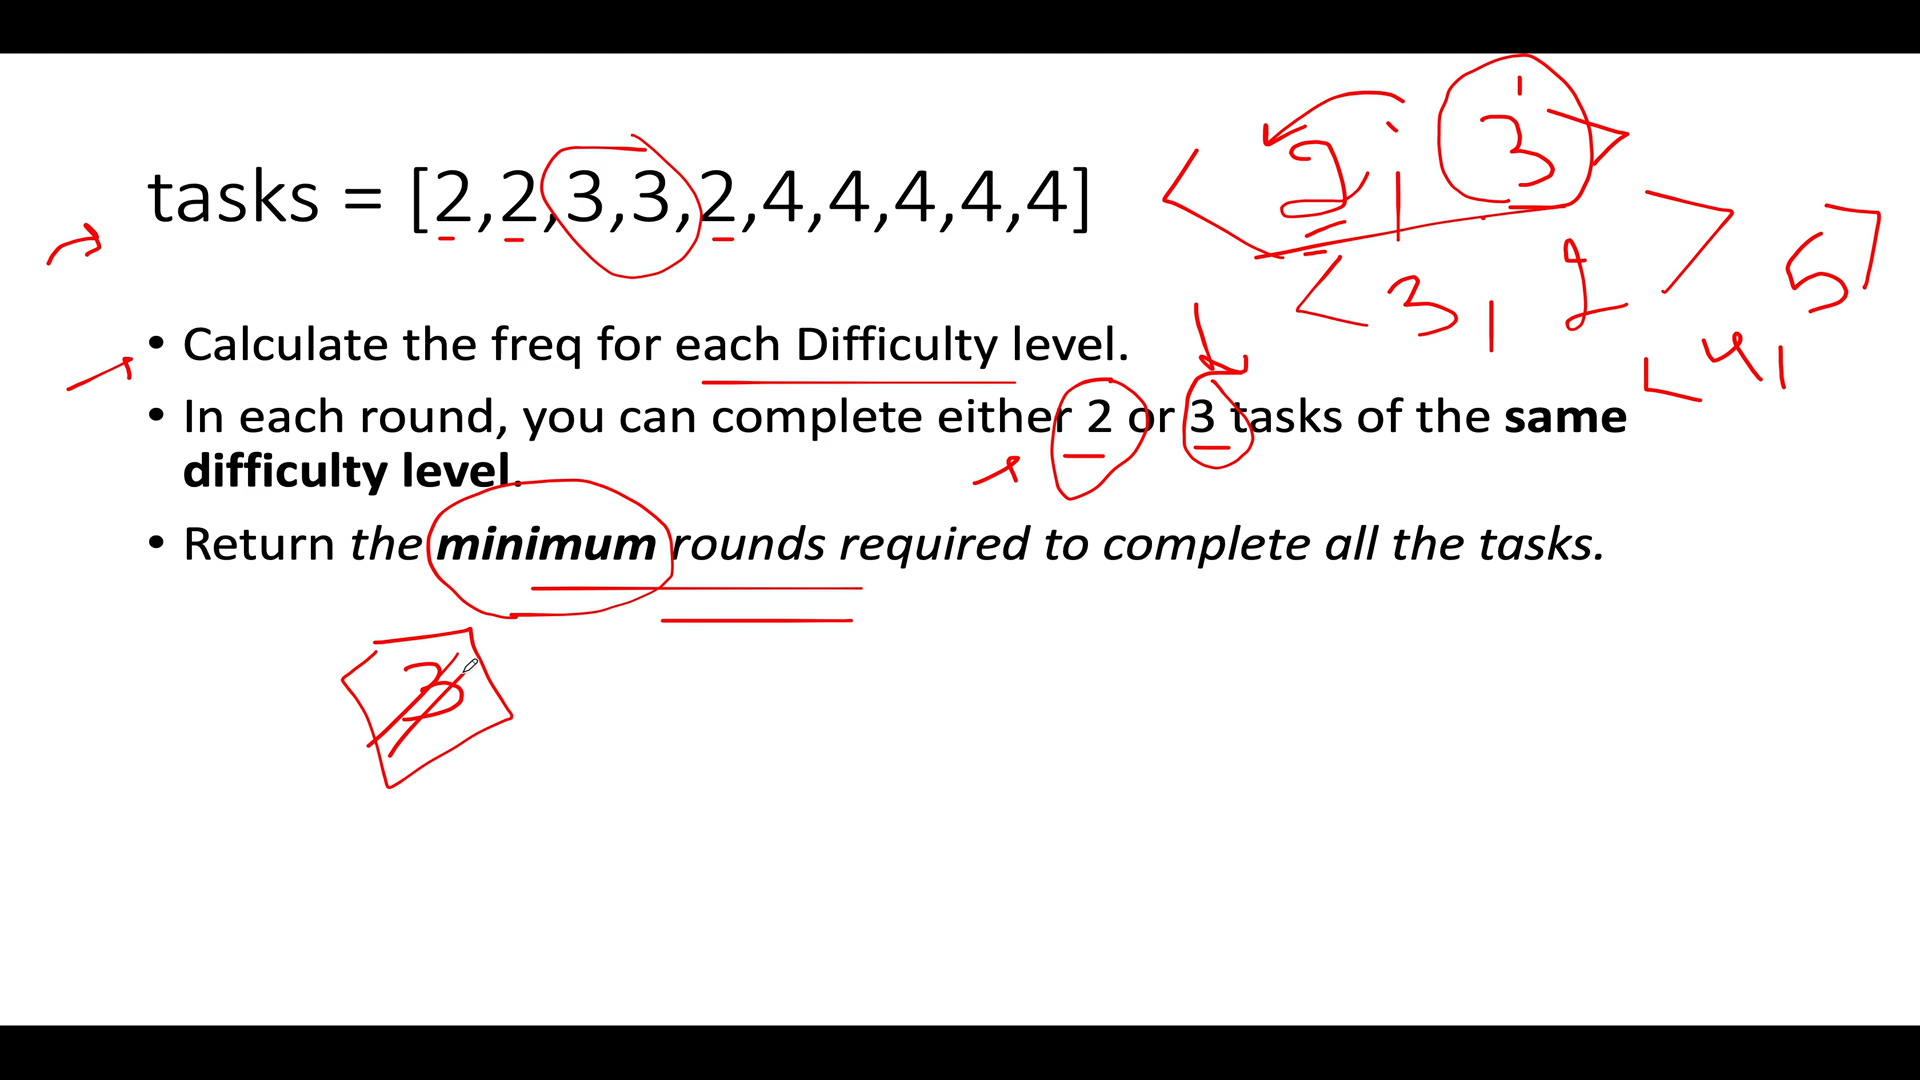 tasks = [2,2,3,3,2,4,4,4,4,4]
< 2, 3 >
< 3, 2 >
< 4, 5 >
• Calculate the freq for each Difficulty level.
• In each round, you can complete either 2 or 3 tasks of the same
difficulty level.
• Return the minimum rounds required to complete all the tasks.
3